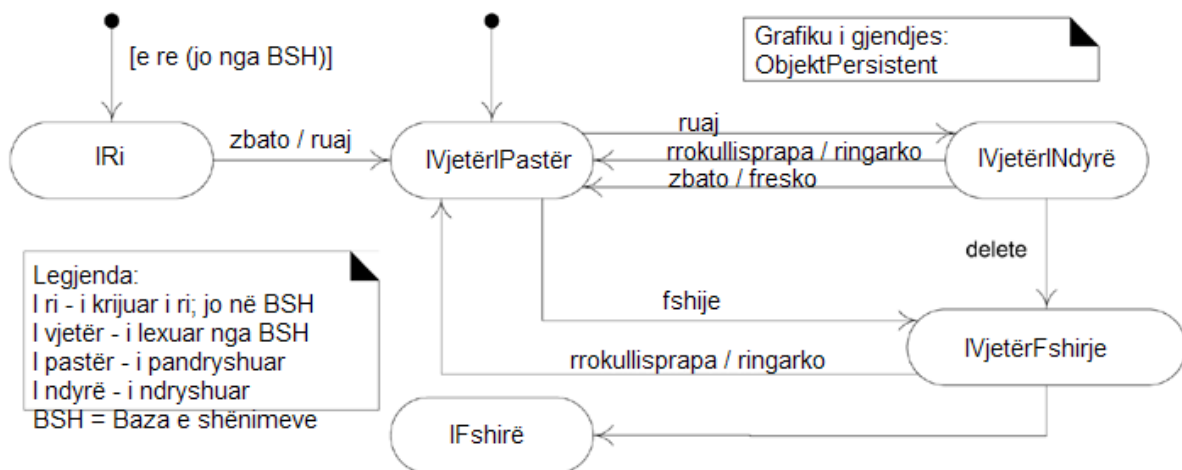 [e re (jo nga BSH)]
Grafiku i gjendjes:
ObjektPersistent
IRi
zbato / ruaj
IVjetërIPastër
ruaj
rrokullisprapa / ringarko
zbato / fresko
IVjetërINdyrë
delete
Legjenda:
I ri - i krijuar i ri; jo në BSH
I vjetër - i lexuar nga BSH
I pastër - i pandryshuar
I ndyrë - i ndryshuar
BSH = Baza e shënimeve
fshije
IVjetërFshirje
rrokullisprapa / ringarko
IFshirë